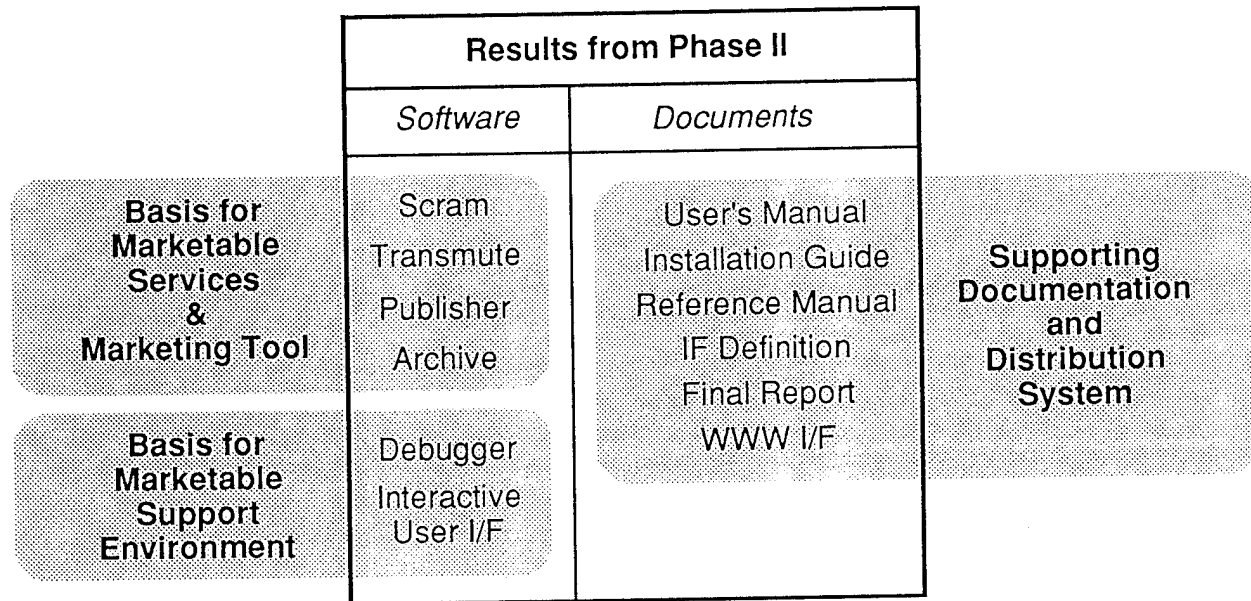 Results from Phase II
Software
Documents
Basis for
Marketable
Services
&
Marketing Tool
Scram
Transmute
Publisher
Archive
Basis for
Marketable
Support
Environment
Debugger
Interactive
User I/F
User's Manual
Installation Guide
Reference Manual
IF Definition
Final Report
WWW I/F
Supporting
Documentation
and
Distribution
System